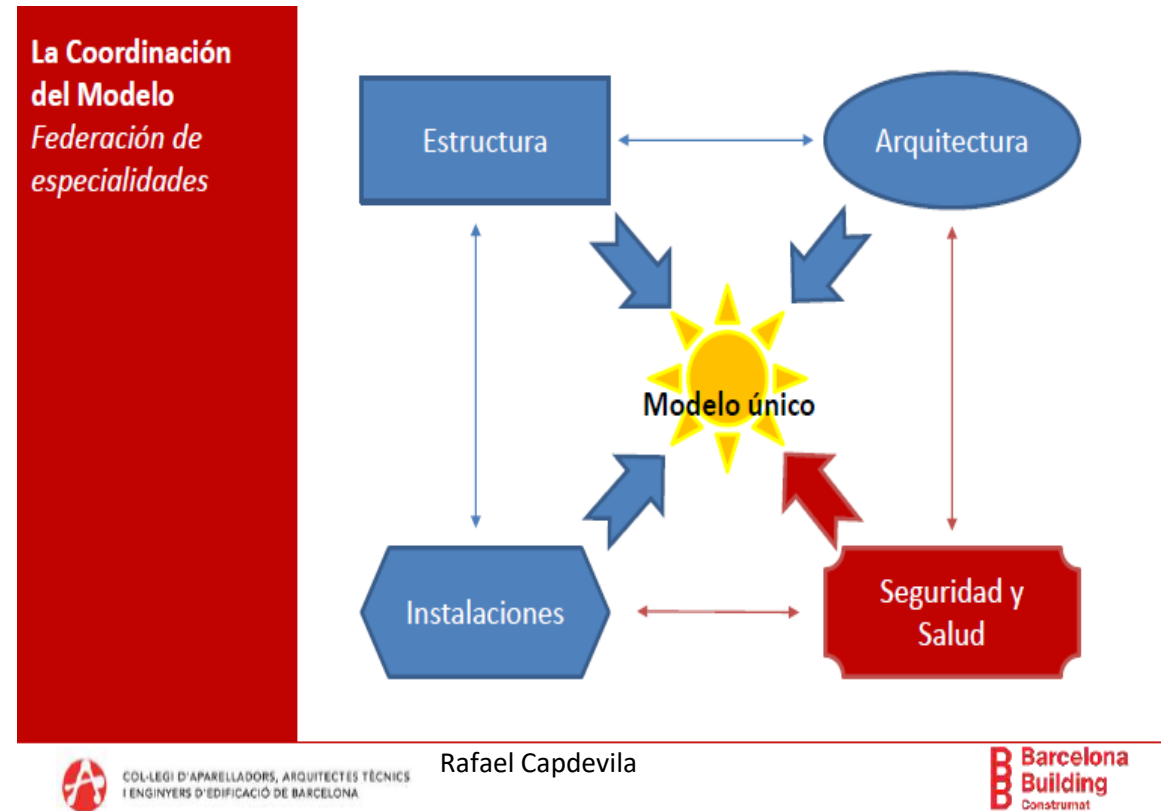 La Coordinación
del Modelo
Federación de
especialidades
Estructura
Arquitectura
Modelo único
Instalaciones
Seguridad y
Salud
COL·LEGI D'APARELLADORS, ARQUITECTES TÈCNICS
I ENGINYERS D'EDIFICACIÓ DE BARCELONA
Rafael Capdevila
Barcelona
Building
Construmat